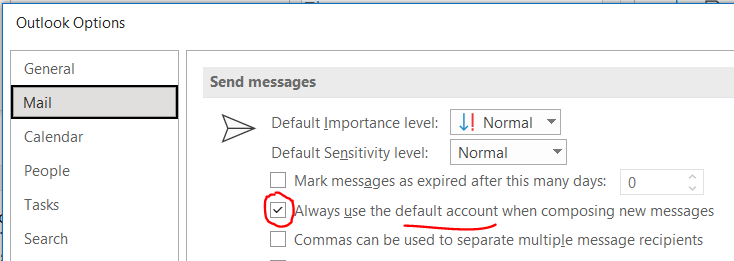 Outlook Options
General
Mail
Calendar
People
Tasks
Search
Send messages
Default Importance level: Normal
Default Sensitivity level: Normal
Mark messages as expired after this many days: 0
Always use the default account when composing new messages
Commas can be used to separate multiple message recipients